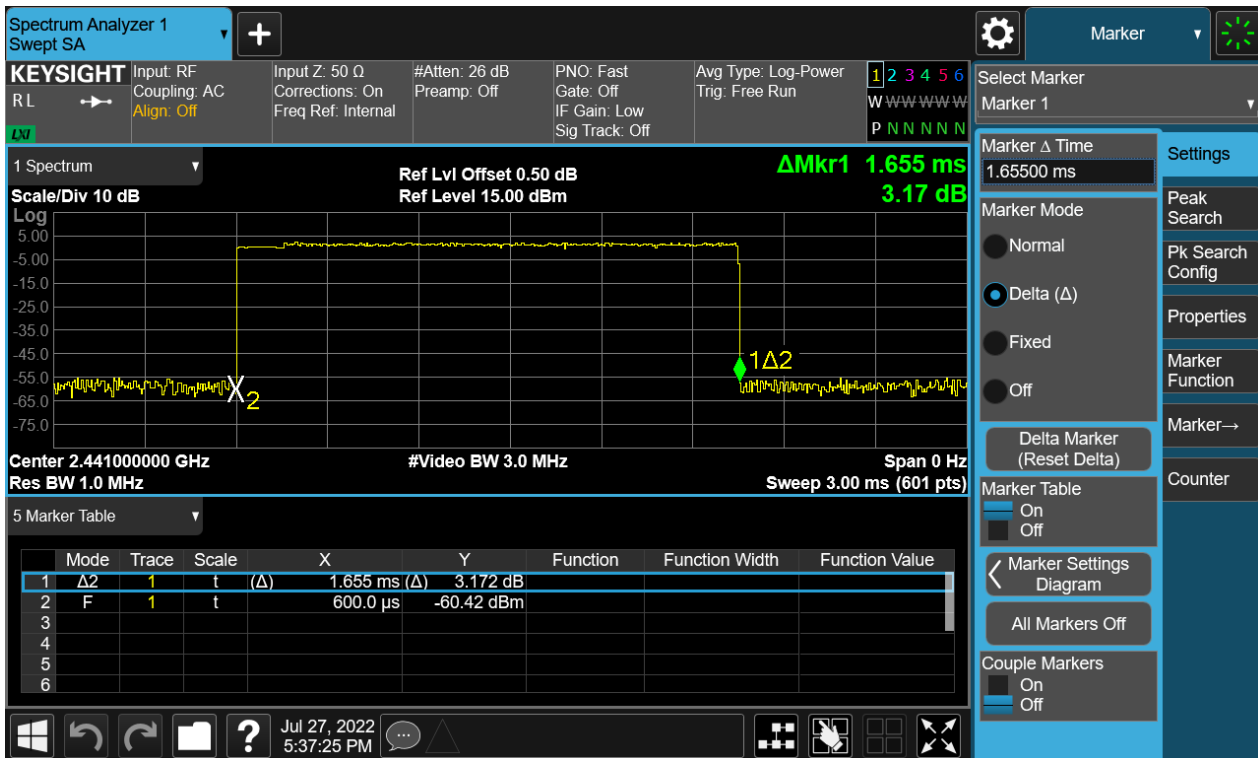 Spectrum Analyzer 1
Swept SA
Marker
KEYSIGHT
R L
LXI
Input: RF
Coupling: AC
Align: Off
Input Z: 50 Ω
Corrections: On
Freq Ref: Internal
#Atten: 26 dB
Preamp: Off
PNO: Fast
Gate: Off
IF Gain: Low
Sig Track: Off
Avg Type: Log-Power
Trig: Free Run
1 2 3 4 5 6
W W W W W W
P N N N N N
Select Marker
Marker 1
1 Spectrum
Scale/Div 10 dB
Ref Lvl Offset 0.50 dB
Ref Level 15.00 dBm
ΔMkr1 1.655 ms
3.17 dB
Log
5.00
-5.00
-15.0
-25.0
-35.0
-45.0
-55.0
-65.0
-75.0
1Δ2
2
Center 2.441000000 GHz
#Video BW 3.0 MHz
Span 0 Hz
Res BW 1.0 MHz
Sweep 3.00 ms (601 pts)
5 Marker Table
Mode Trace Scale X Y Function Function Width Function Value
1 Δ2 1 t (Δ) 1.655 ms (Δ) 3.172 dB
2 F 1 t 600.0 µs -60.42 dBm
3
4
5
6
Marker Δ Time
1.65500 ms
Marker Mode
Normal
Delta (Δ)
Fixed
Off
Delta Marker
(Reset Delta)
Marker Table
On
Off
Marker Settings
Diagram
All Markers Off
Couple Markers
On
Off
Settings
Peak
Search
Pk Search
Config
Properties
Marker
Function
Marker→
Counter
?
Jul 27, 2022
5:37:25 PM